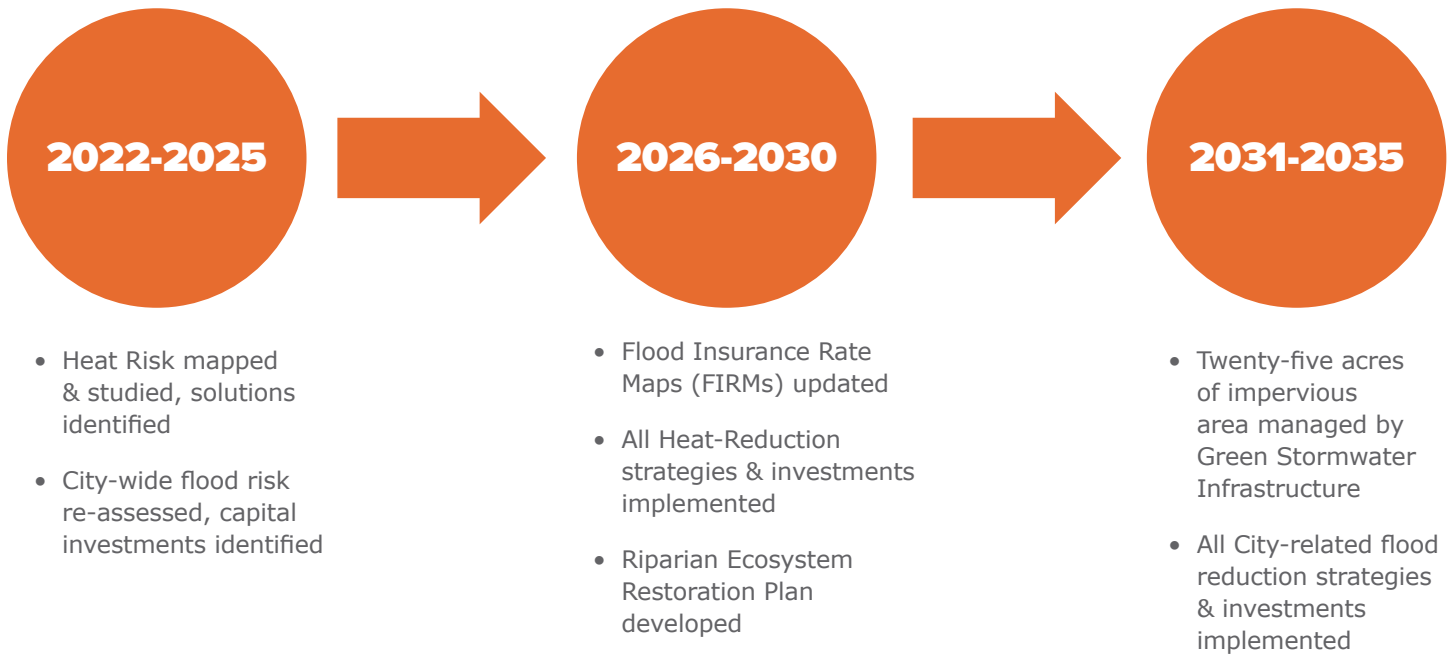 2022-2025
2026-2030
2031-2035
• Heat Risk mapped
& studied, solutions
identified
• City-wide flood risk
re-assessed, capital
investments identified
• Flood Insurance Rate
Maps (FIRMs) updated
• All Heat-Reduction
strategies & investments
implemented
• Riparian Ecosystem
Restoration Plan
developed
• Twenty-five acres
of impervious
area managed by
Green Stormwater
Infrastructure
• All City-related flood
reduction strategies
& investments
implemented